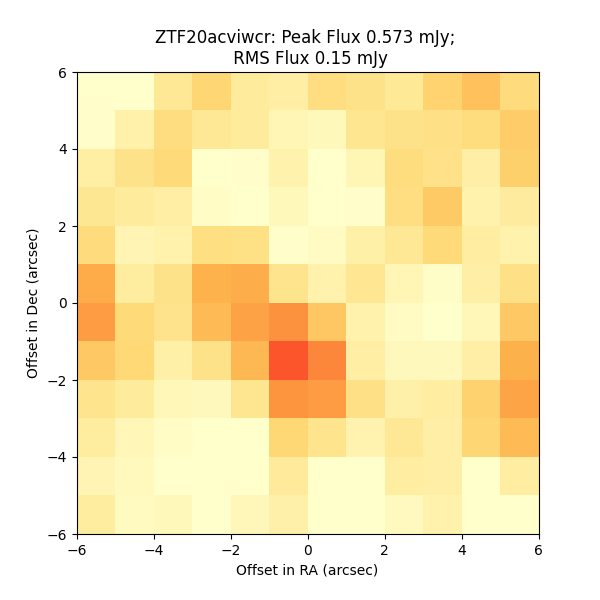 ZTF20acviwcr: Peak Flux 0.573 mJy;
RMS Flux 0.15 mJy
6
4
2
0
−2
−4
−6
Offset in Dec (arcsec)
−6 −4 −2 0 2 4 6
Offset in RA (arcsec)